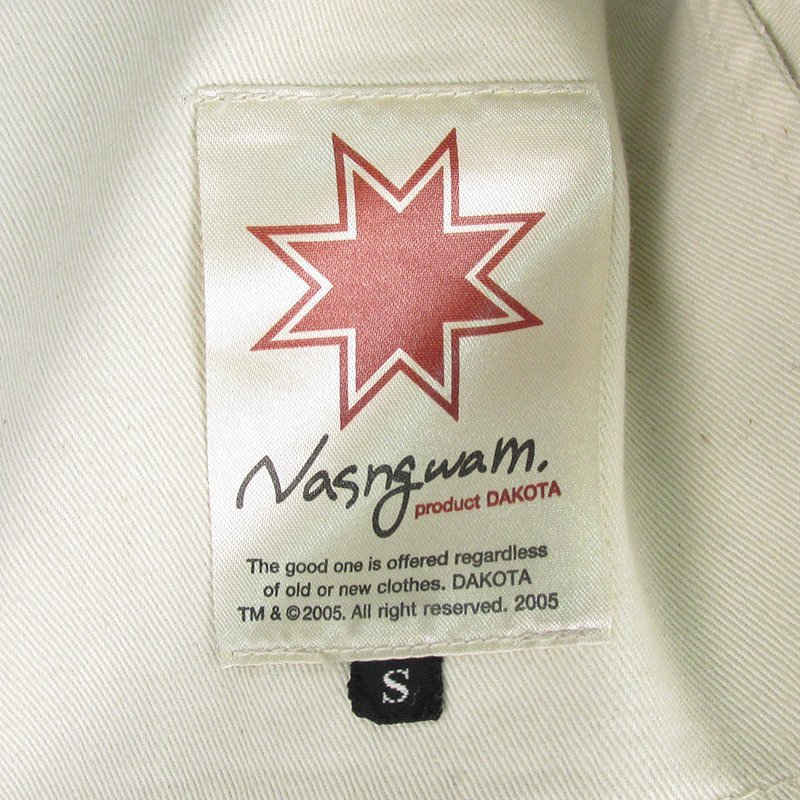 Nasngwam.
product DAKOTA
The good one is offered regardless
of old or new clothes. DAKOTA
TM & ©2005. All right reserved. 2005
S